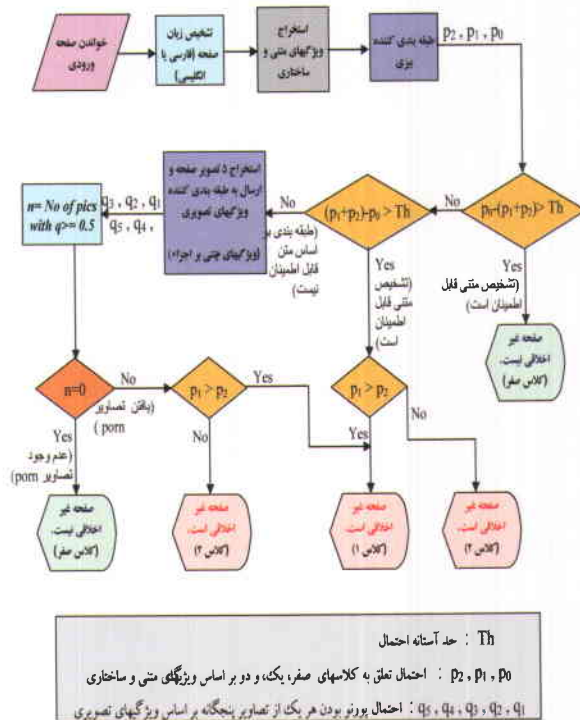 خواندن صفحه
ورودی
تشخیص زبان
صفحه (فارسی یا
انگلیسی)
استخراج
ویژگیهای متنی و
ساختاری
طبقه بندی کننده
بیزی
p2 , p1 , p0
p0-(p1+p2)> Th
No
Yes
(تشخیص متنی قابل
اطمینان است)
صفحه غیر
اخلاقی نیست.
(کلاس صفر)
(p1+p2)-p0 > Th
No
(طبقه بندی بر
اساس متن
قابل اطمینان
نیست)
Yes
(تشخیص
متنی قابل
اطمینان
است)
استخراج ۵ تصویر صفحه و
ارسال به طبقه بندی کننده
ویژگیهای تصویری
(ویژگیهای مبتنی بر اجزاء)
q3 , q2 , q1
q5 , q4 ,
n= No of pics
with q>= 0.5
n=0
No
(یافتن تصاویر
porn )
Yes
(عدم وجود
تصاویر porn)
p1 > p2
Yes
No
p1 > p2
Yes
No
صفحه غیر
اخلاقی نیست.
(کلاس صفر)
صفحه غیر
اخلاقی است.
(کلاس ۲)
صفحه غیر
اخلاقی است.
(کلاس ۱)
صفحه غیر
اخلاقی است.
(کلاس ۲)
Th : حد آستانه احتمال
p2 , p1 , p0 : احتمال تعلق به کلاسهای صفر، یک، و دو بر اساس ویژگیهای متنی و ساختاری
q5 , q4 , q3 , q2 , q1 : احتمال پورنو بودن هر یک از تصاویر پنجگانه بر اساس ویژگیهای تصویری